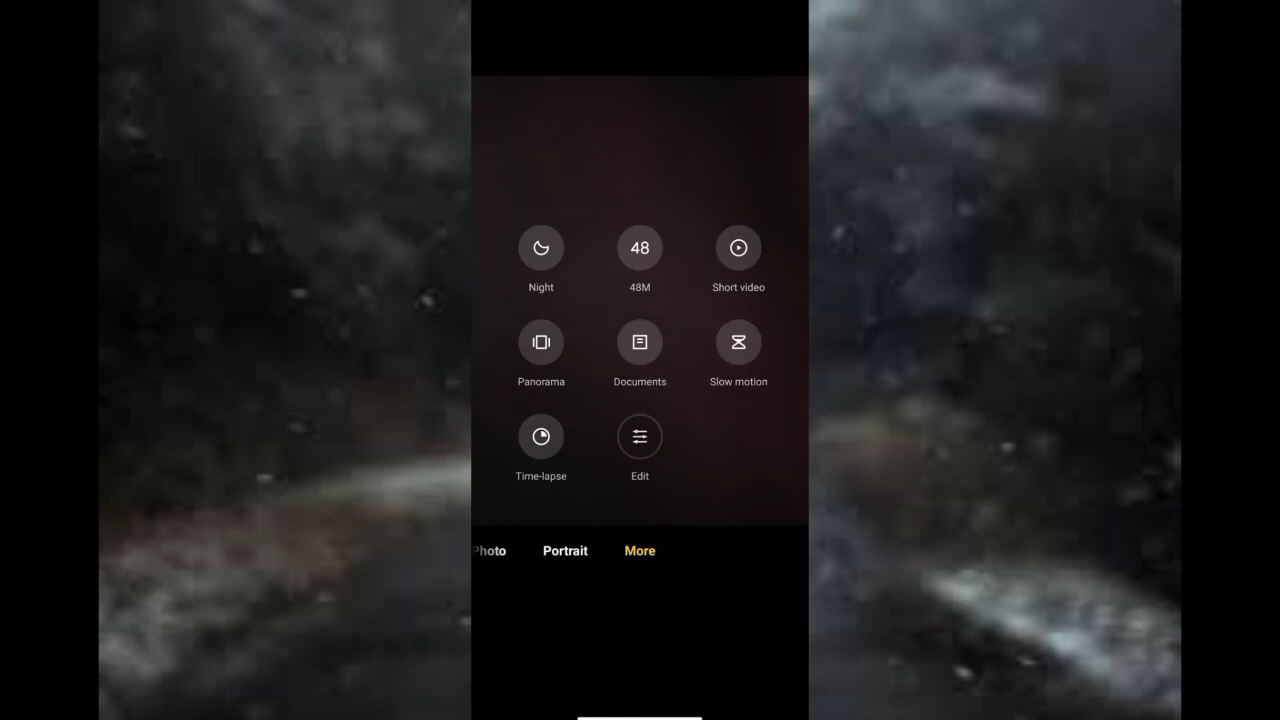 48
Night
48M
Short video
Panorama
Documents
Slow motion
Time-lapse
Edit
Photo
Portrait
More